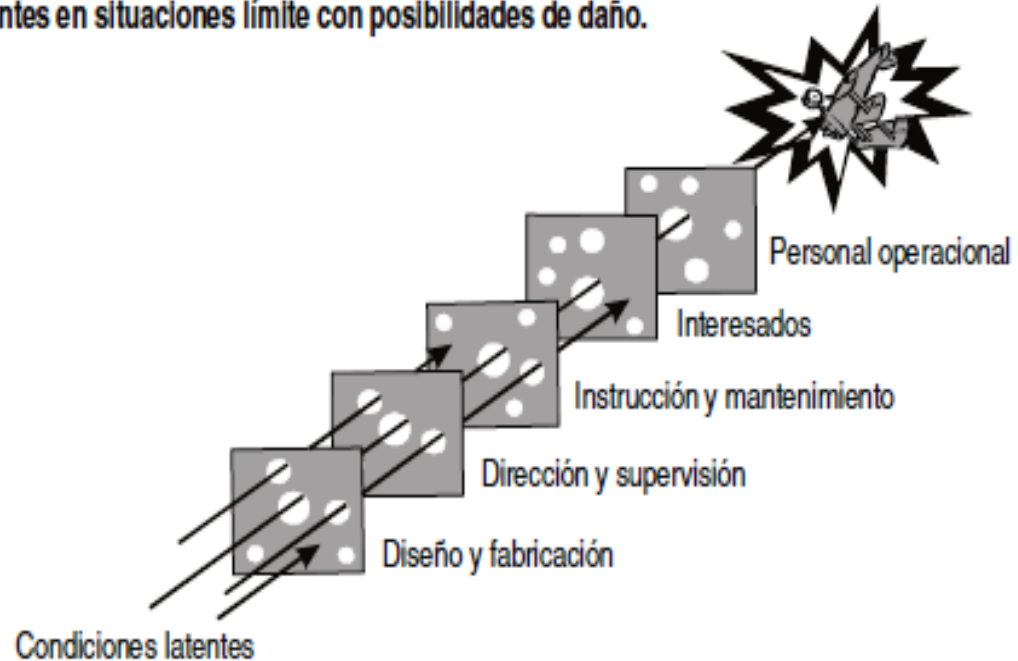 ntes en situaciones límite con posibilidades de daño.
Personal operacional
Interesados
Instrucción y mantenimiento
Dirección y supervisión
Diseño y fabricación
Condiciones latentes